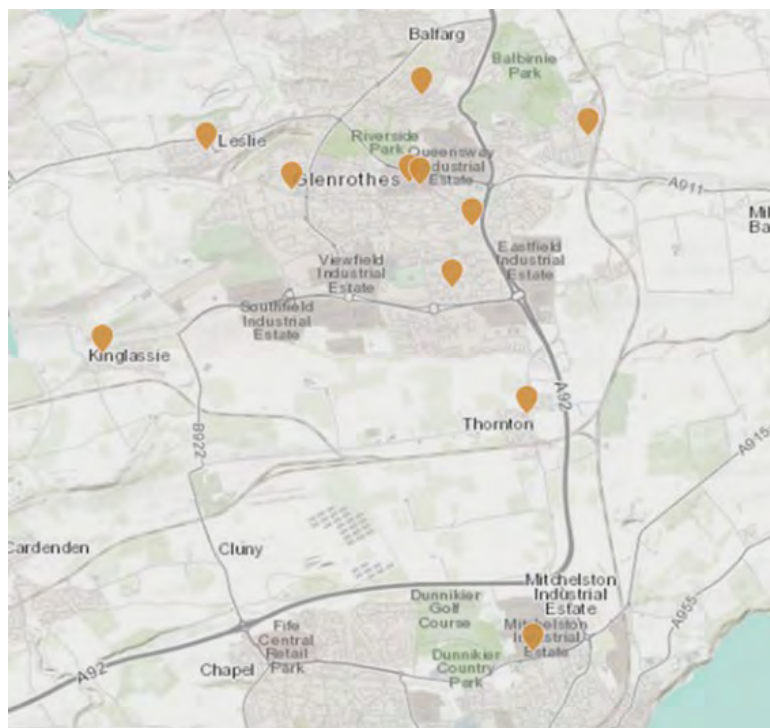 Balfarg
Balbirnie
Park
Leslie
Riverside
Park
Queensway
Industrial
Estate
Glenrothes
A911
Viewfield
Industrial
Estate
Eastfield
Industrial
Estate
Southfield
Industrial
Estate
Kinglassie
A92
Thornton
B922
A915
Cardenden
Cluny
Mitchelston
Industrial
Estate
Dunnikier
Golf
Course
A955
Fife
Central
Retail
Park
Mitchelston
Industrial
Estate
Dunnikier
Country
Park
Chapel
A92